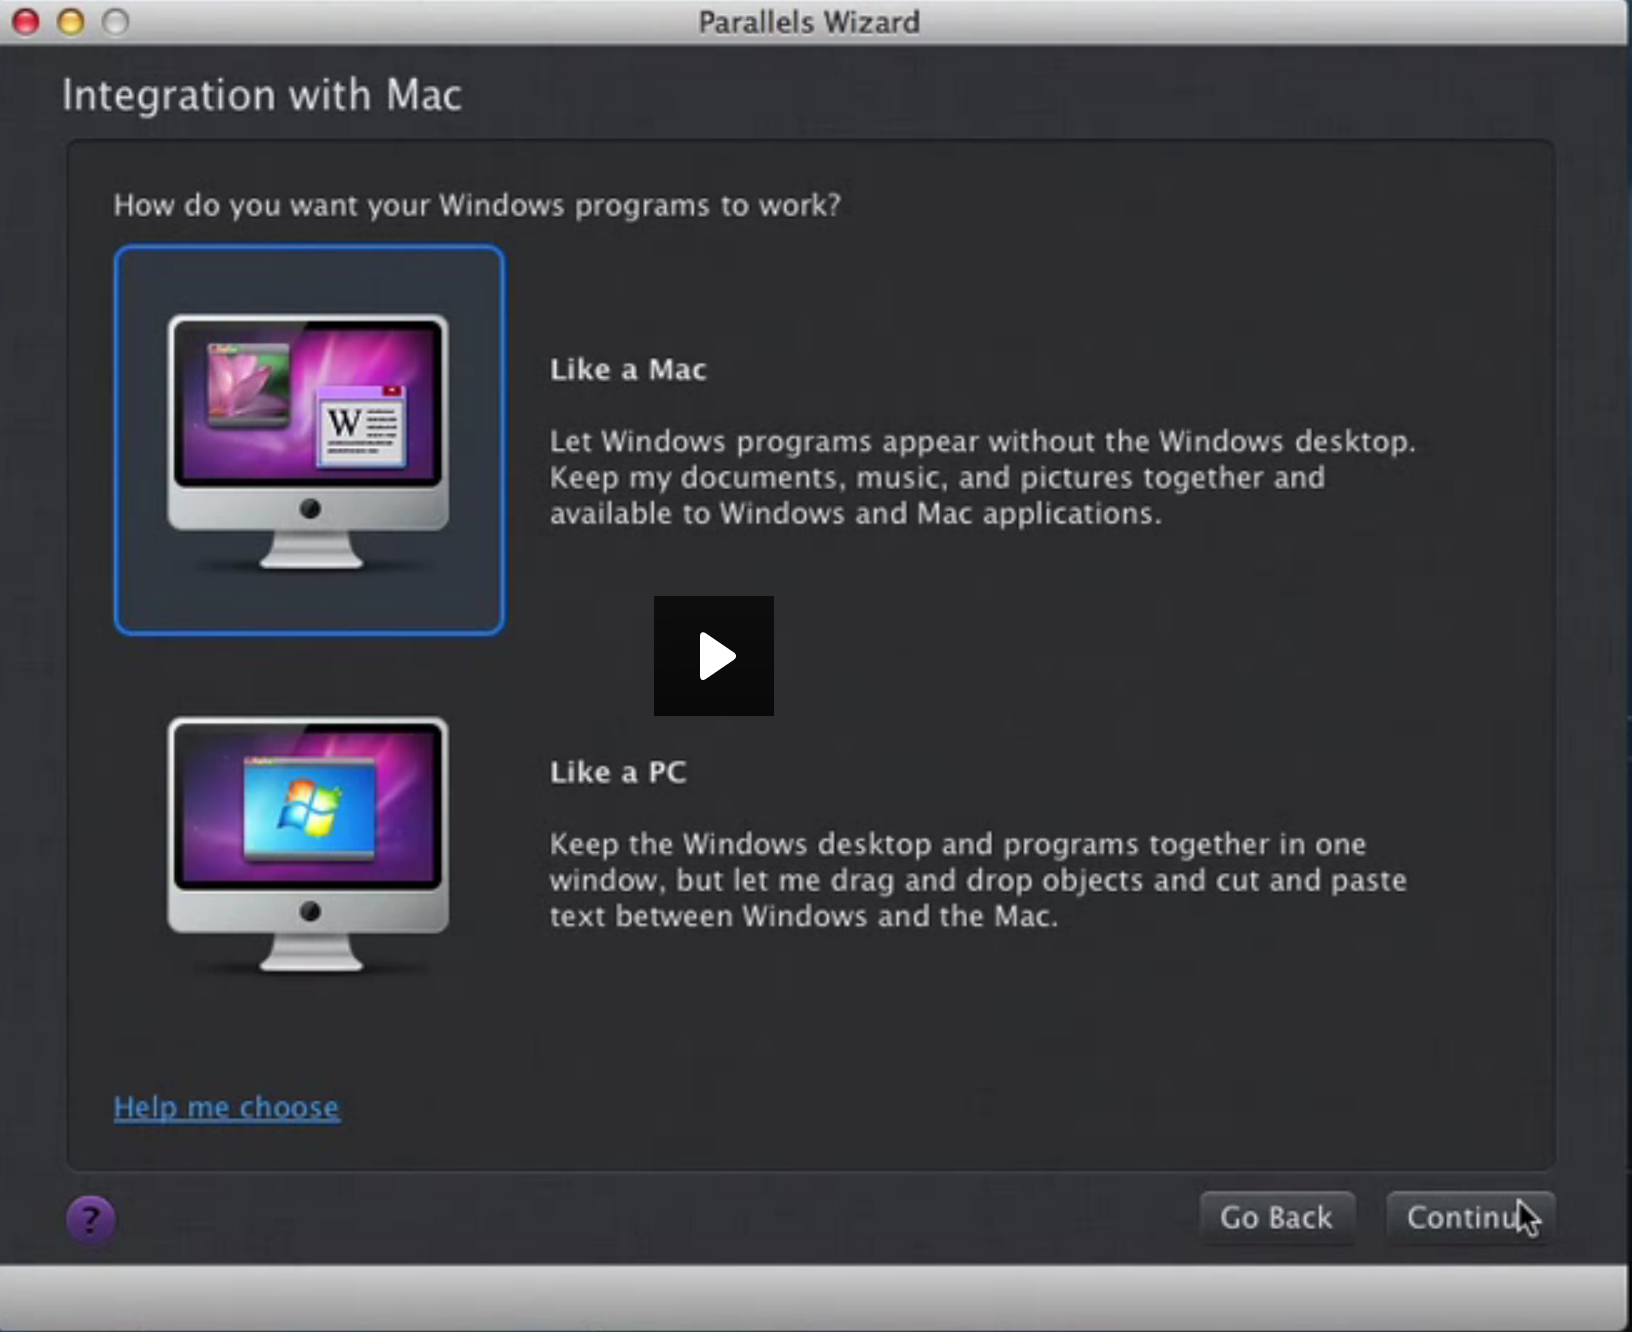 Parallels Wizard
Integration with Mac
How do you want your Windows programs to work?
W
Like a Mac
Let Windows programs appear without the Windows desktop.
Keep my documents, music, and pictures together and
available to Windows and Mac applications.
Like a PC
Keep the Windows desktop and programs together in one
window, but let me drag and drop objects and cut and paste
text between Windows and the Mac.
Help me choose
?
Go Back
Continue